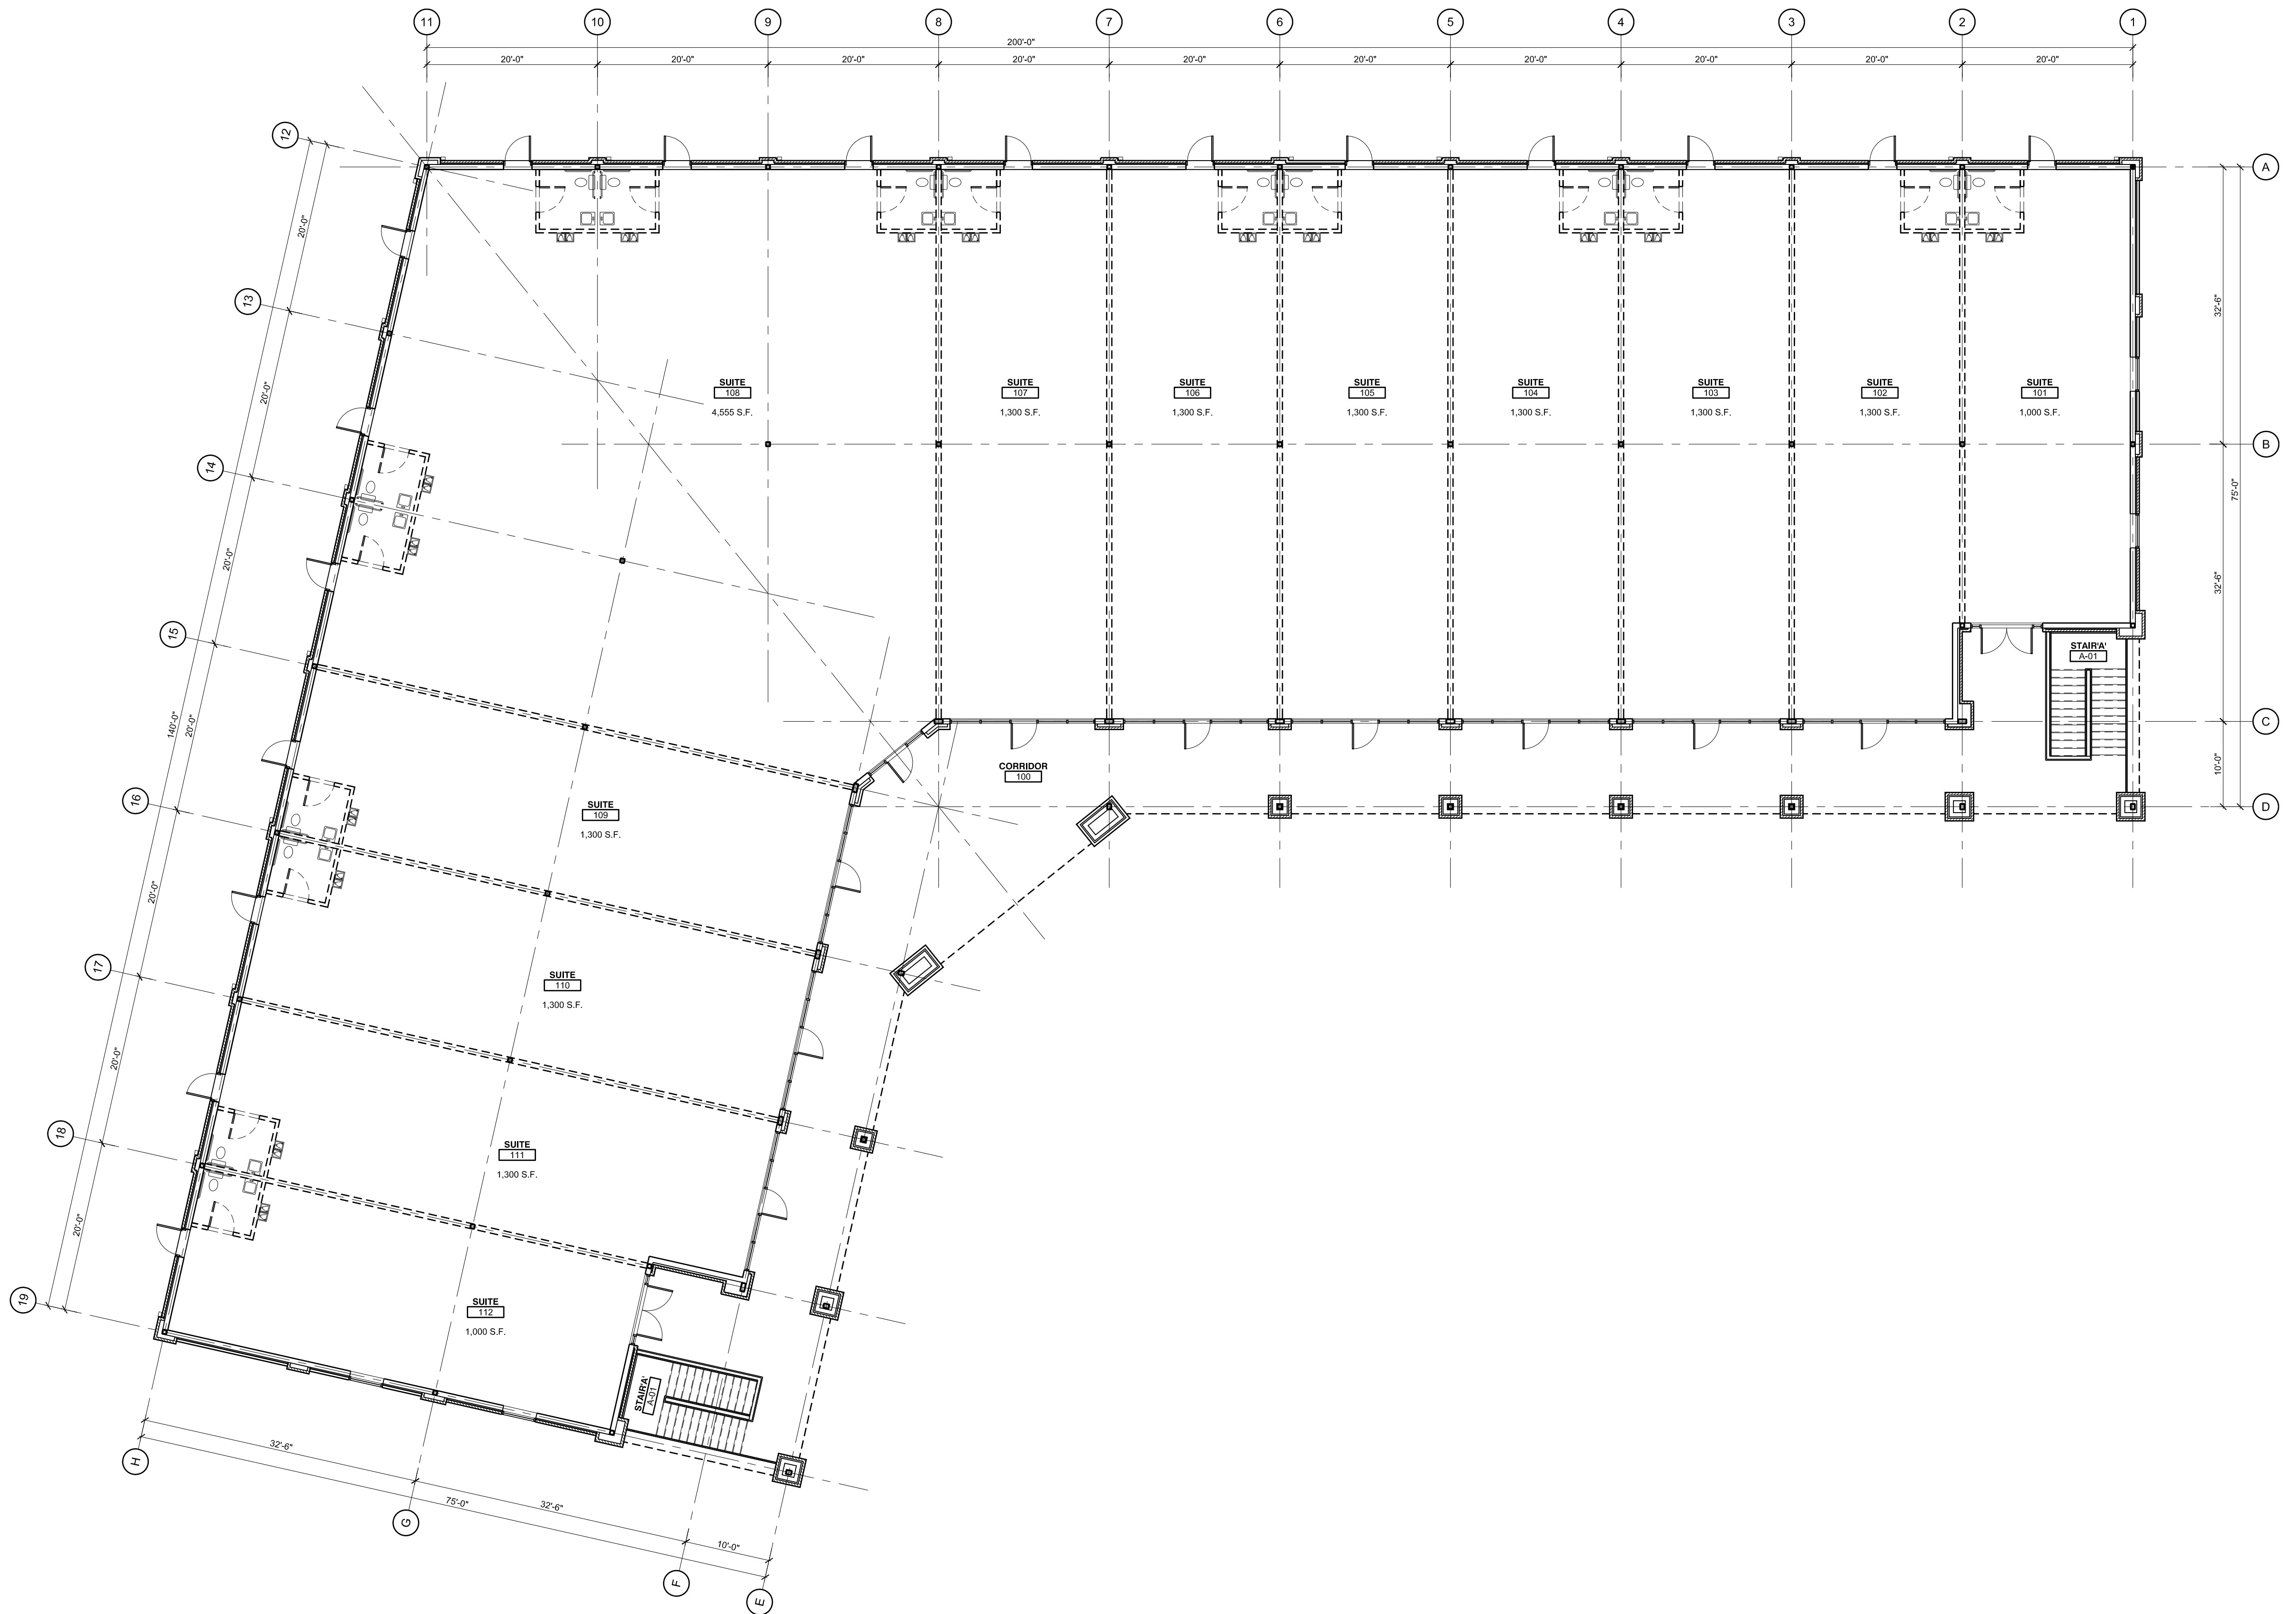 11 10 9 8 7 6 5 4 3 2 1
200'-0"
20'-0" 20'-0" 20'-0" 20'-0" 20'-0" 20'-0" 20'-0" 20'-0" 20'-0" 20'-0"
12
A
20'-0"
13
32'-6"
SUITE
108
4,555 S.F.
SUITE
107
1,300 S.F.
SUITE
106
1,300 S.F.
SUITE
105
1,300 S.F.
SUITE
104
1,300 S.F.
SUITE
103
1,300 S.F.
SUITE
102
1,300 S.F.
SUITE
101
1,000 S.F.
20'-0"
B
14
75'-0"
20'-0"
32'-6"
15
STAIR'A'
A-01
140'-0"
20'-0"
C
CORRIDOR
100
10'-0"
16
D
SUITE
109
1,300 S.F.
20'-0"
17
SUITE
110
1,300 S.F.
20'-0"
18
SUITE
111
1,300 S.F.
20'-0"
19
SUITE
112
1,000 S.F.
STAIR'A'
A-01
32'-6"
H
75'-0"
32'-6"
G
10'-0"
F
E